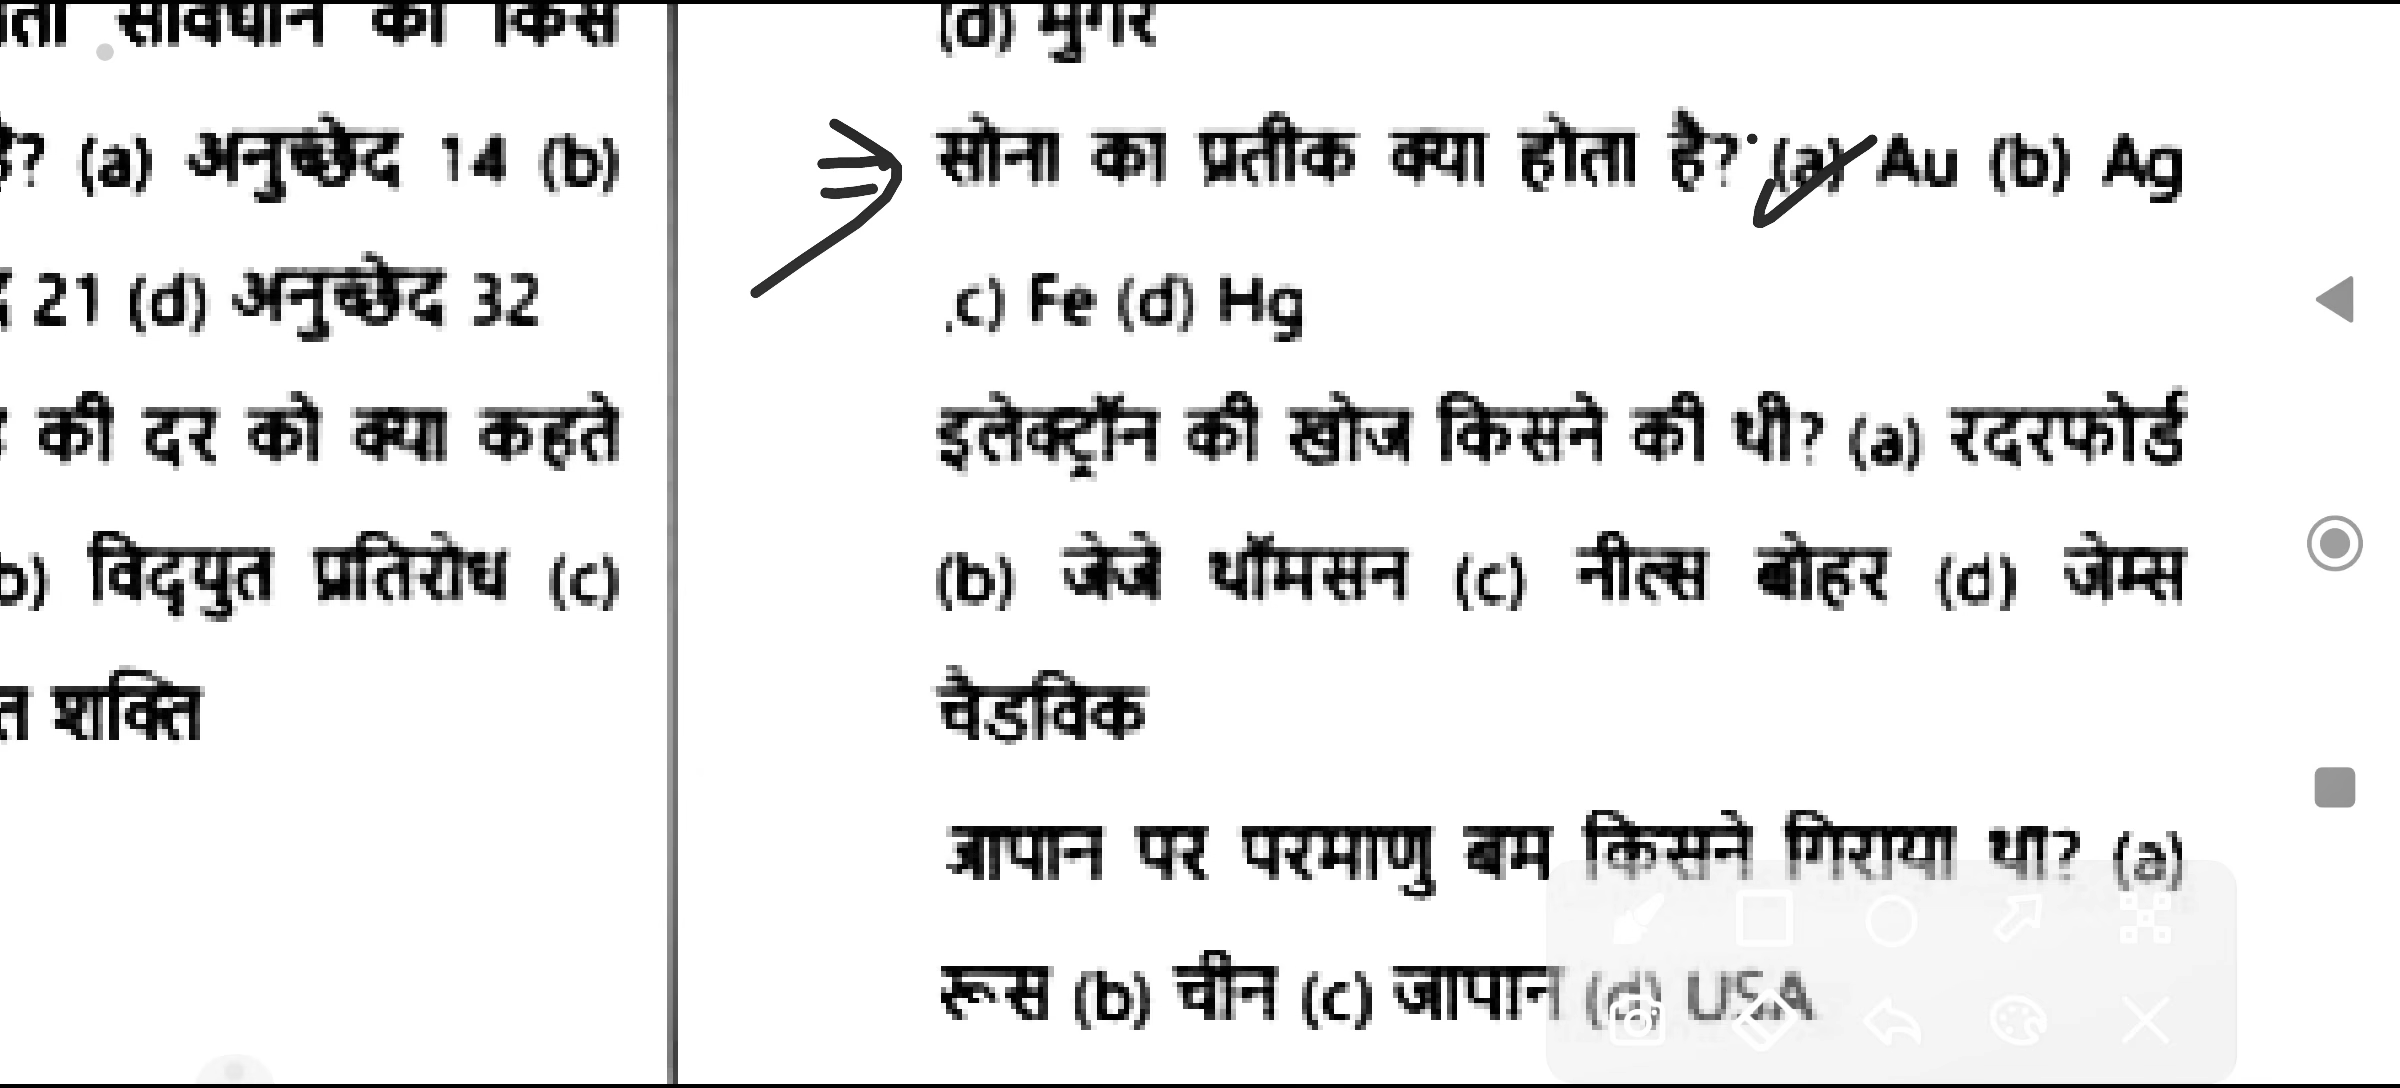 संविधान की किस
है? (a) अनुच्छेद 14 (b)
21 (d) अनुच्छेद 32
की दर को क्या कहते
b) विद्युत प्रतिरोध (c)
शक्ति
(d) मुंगेर
सोना का प्रतीक क्या होता है? (a) Au (b) Ag
c) Fe (d) Hg
इलेक्ट्रॉन की खोज किसने की थी? (a) रदरफोर्ड
(b) जेजे थॉमसन (c) नील्स बोहर (d) जेम्स
चैडविक
जापान पर परमाणु बम किसने गिराया था? (a)
रूस (b) चीन (c) जापान (d) USA